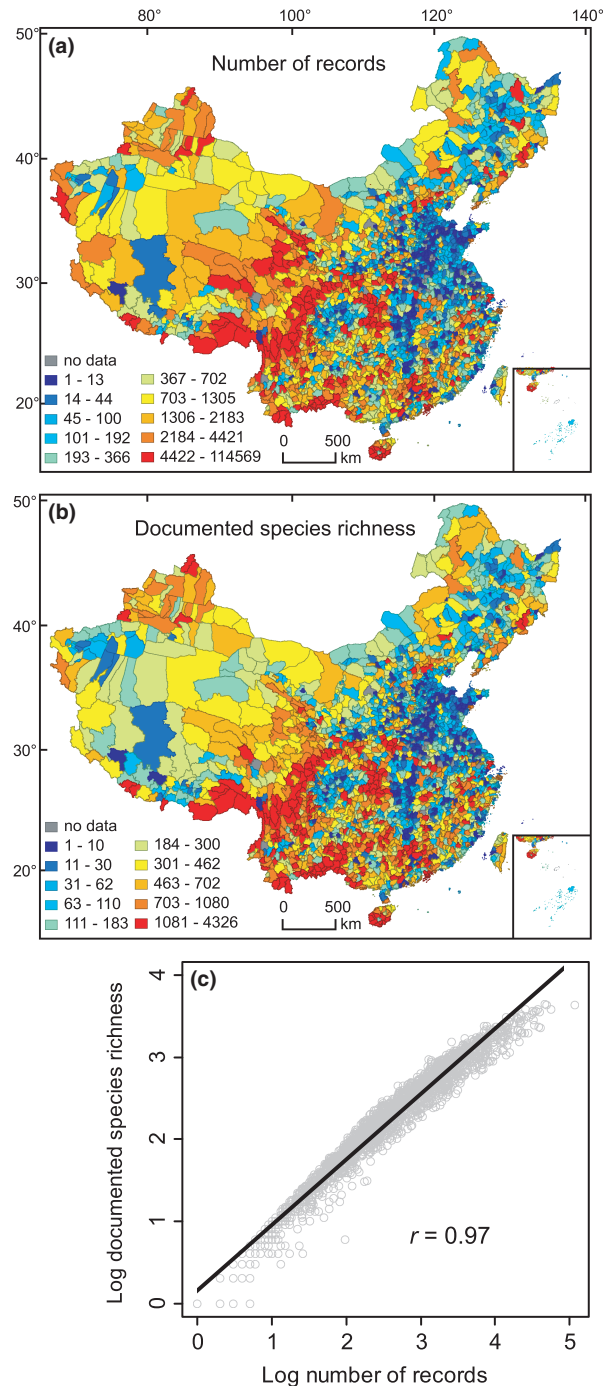 80° 100° 120° 140°
(a)
Number of records
50°
40°
30°
20°
no data
1 - 13
14 - 44
45 - 100
101 - 192
193 - 366
367 - 702
703 - 1305
1306 - 2183
2184 - 4421
4422 - 114569
0 500
km
50°
(b)
Documented species richness
40°
30°
20°
no data
1 - 10
11 - 30
31 - 62
63 - 110
111 - 183
184 - 300
301 - 462
463 - 702
703 - 1080
1081 - 4326
0 500
km
(c)
Log documented species richness
4
3
2
1
0
r = 0.97
0 1 2 3 4 5
Log number of records